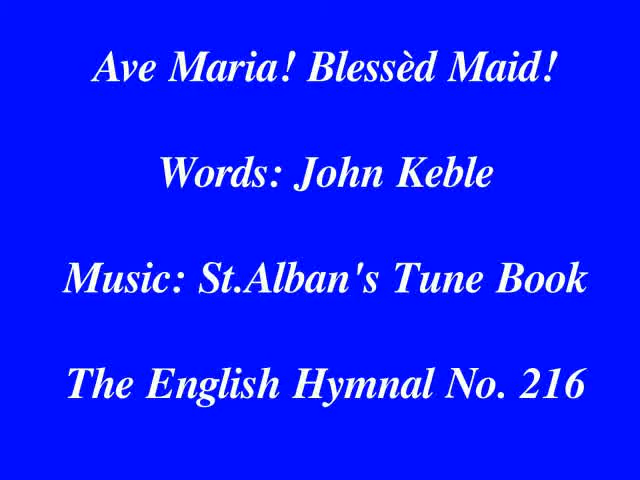 Ave Maria! Blessèd Maid!
Words: John Keble
Music: St.Alban's Tune Book
The English Hymnal No. 216